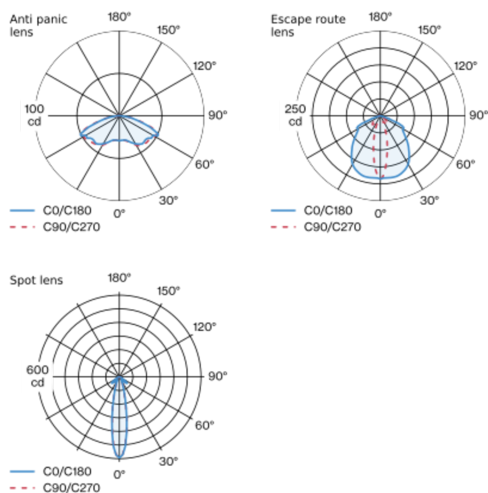 Anti panic
lens
180°
150°
120°
100
cd
90°
60°
30°
0°
C0/C180
C90/C270
Escape route
lens
180°
150°
120°
250
cd
90°
60°
30°
0°
C0/C180
C90/C270
Spot lens
180°
150°
120°
600
cd
90°
60°
30°
0°
C0/C180
C90/C270